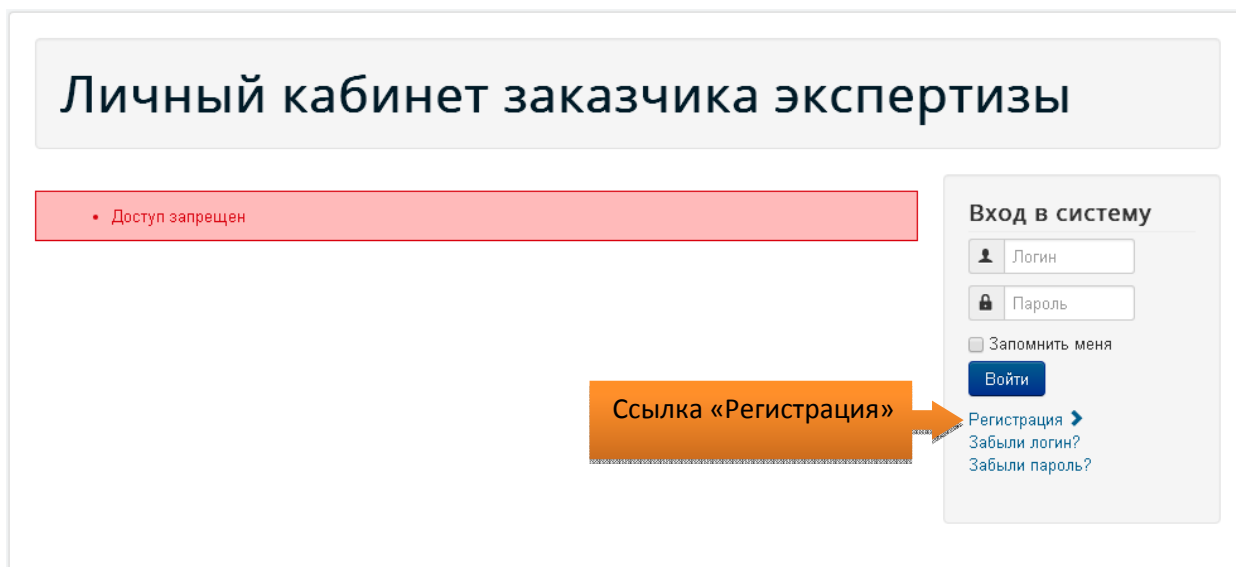 Личный кабинет заказчика экспертизы
• Доступ запрещен
Вход в систему
Логин
Пароль
Запомнить меня
Войти
Ссылка «Регистрация»
Регистрация
Забыли логин?
Забыли пароль?